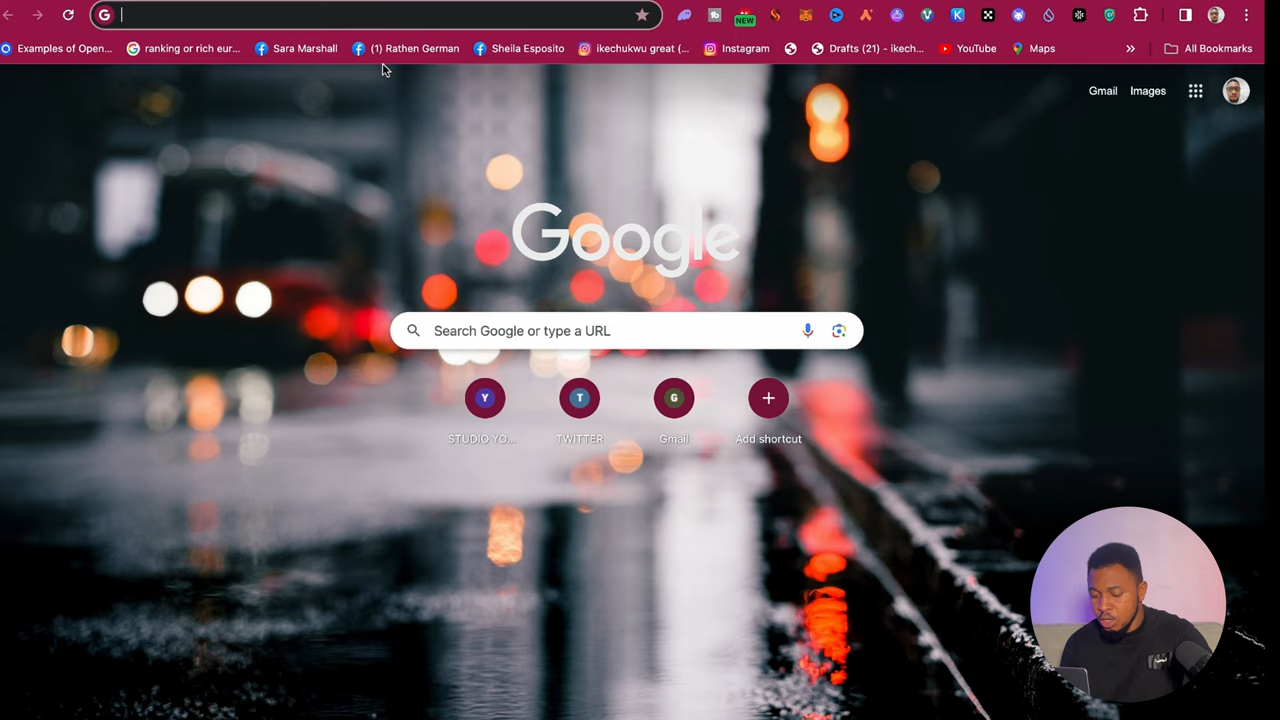 Examples of Open...
ranking or rich eur...
Sara Marshall
(1) Rathen German
Sheila Esposito
ikechukwu great (...
Instagram
Drafts (21) - ikech...
YouTube
Maps
All Bookmarks
NEW
Gmail
Images
Google
Search Google or type a URL
Y
T
G
STUDIO YO...
TWITTER
Gmail
Add shortcut